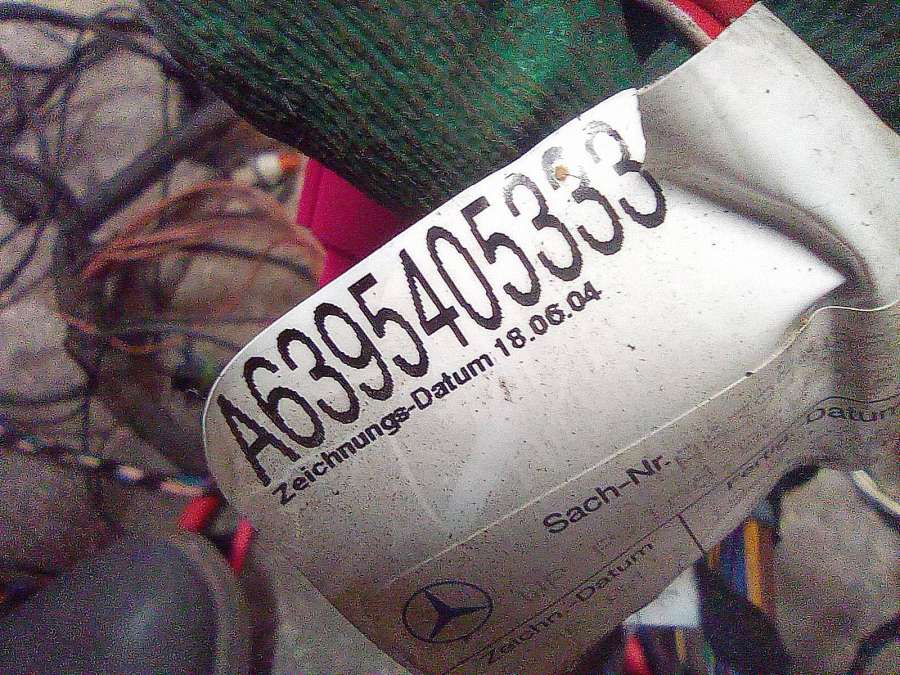 A6395405333
Zeichnungs-Datum 18.06.04
Sach-Nr.
Datum
Zeichn.-Datum